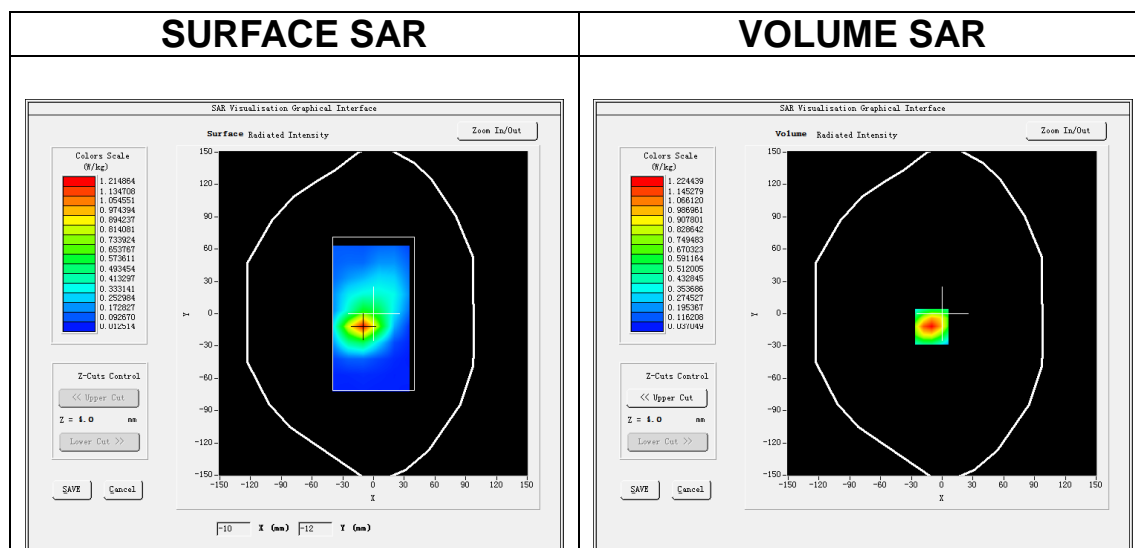 SURFACE SAR
VOLUME SAR
SAR Visualisation Graphical Interface
Surface Radiated Intensity
Zoom In/Out
Colors Scale
(W/kg)
1.214864
1.134708
1.054551
0.974394
0.894237
0.814081
0.733924
0.653767
0.573611
0.493454
0.413297
0.333141
0.252984
0.172827
0.092670
0.012514
150
120
90
60
30
0
-30
-60
-90
-120
-150
Y
-150 -120 -90 -60 -30 0 30 60 90 120 150
X
Z-Cuts Control
<< Upper Cut
Z = 4.0 mm
Lower Cut >>
SAVE Cancel
-10 X (mm) -12 Y (mm)
SAR Visualisation Graphical Interface
Volume Radiated Intensity
Zoom In/Out
Colors Scale
(W/kg)
1.224439
1.145279
1.066120
0.986961
0.907801
0.828642
0.749483
0.670323
0.591164
0.512005
0.432845
0.353686
0.274527
0.195367
0.116208
0.037049
150
120
90
60
30
0
-30
-60
-90
-120
-150
Y
-150 -120 -90 -60 -30 0 30 60 90 120 150
X
Z-Cuts Control
<< Upper Cut
Z = 4.0 mm
Lower Cut >>
SAVE Cancel